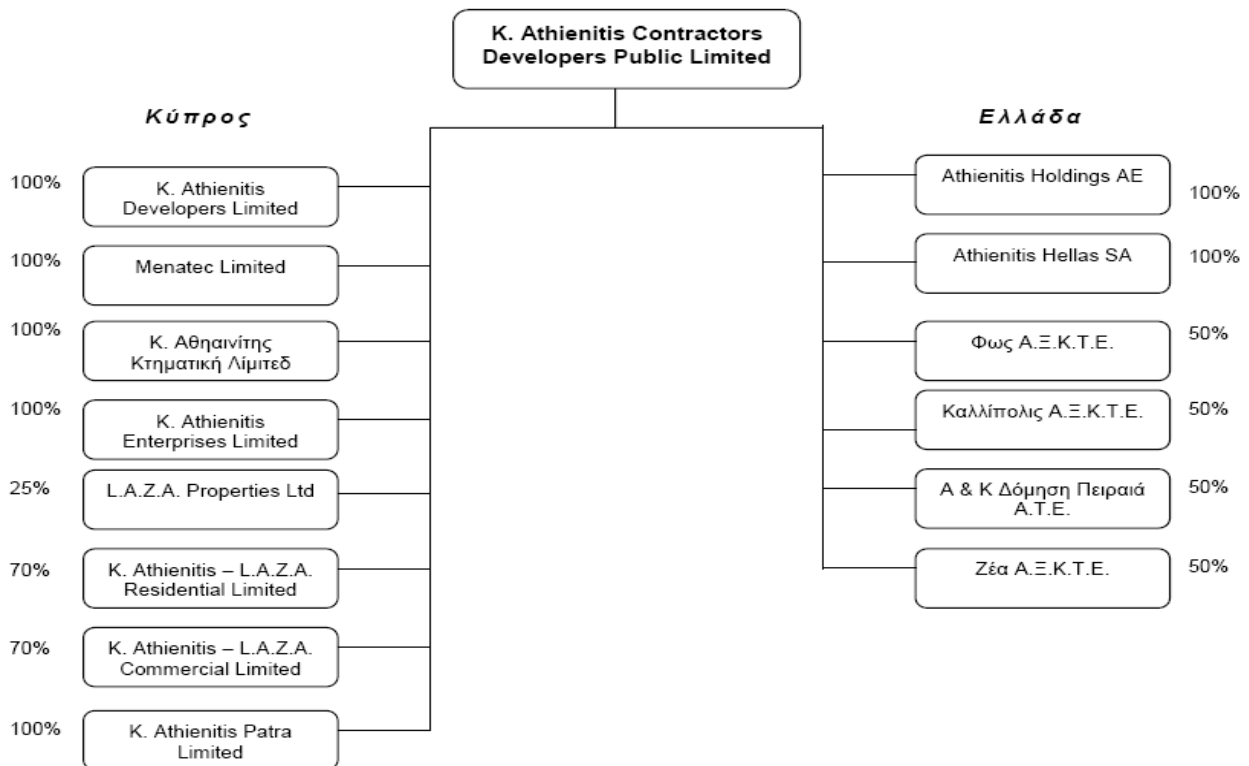 K. Athienitis Contractors
Developers Public Limited
Κύπρος
100%
K. Athienitis
Developers Limited
100%
Menatec Limited
100%
Κ. Αθηαινίτης
Κτηματική Λίμιτεδ
100%
K. Athienitis
Enterprises Limited
25%
L.A.Z.A. Properties Ltd
70%
K. Athienitis – L.A.Z.A.
Residential Limited
70%
K. Athienitis – L.A.Z.A.
Commercial Limited
100%
K. Athienitis Patra
Limited
Ελλάδα
Athienitis Holdings AE
100%
Athienitis Hellas SA
100%
Φως Α.Ξ.Κ.Τ.Ε.
50%
Καλλίπολις Α.Ξ.Κ.Τ.Ε.
50%
Α & Κ Δόμηση Πειραιά
Α.Τ.Ε.
50%
Ζέα Α.Ξ.Κ.Τ.Ε.
50%